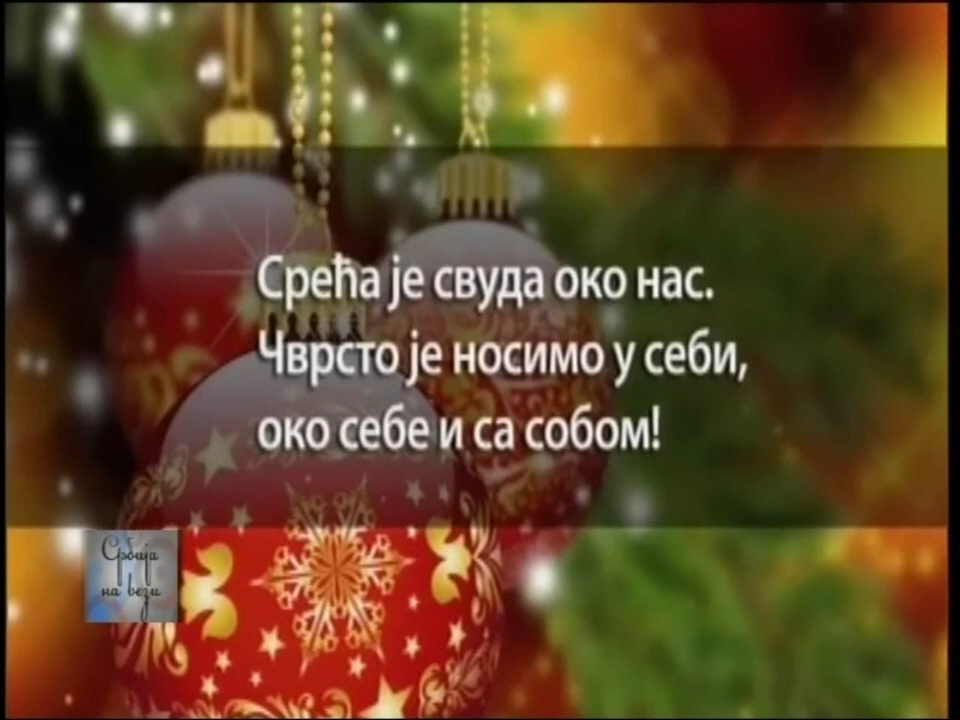 Срећа је свуда око нас.
Чврсто је носимо у себи,
око себе и са собом!
Србија
на вези